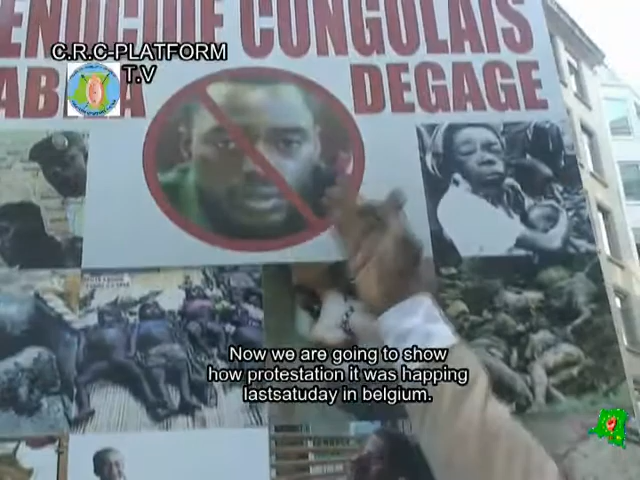 ENOCIDE CONGOLAIS
C.R.C-PLATFORM
T.V
DEGAGE
Now we are going to show
how protestation it was happing
lastsatuday in belgium.